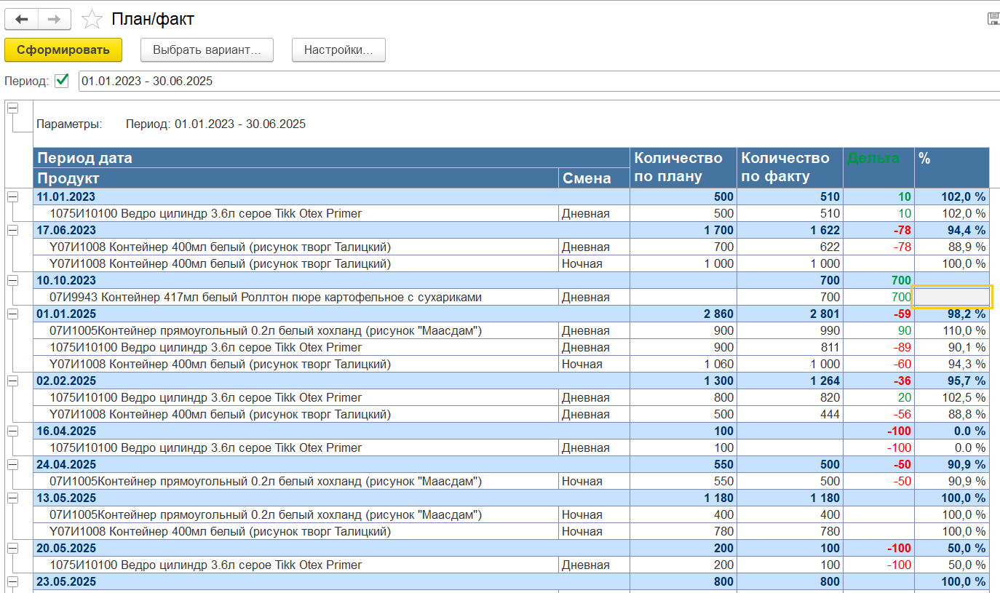 План/факт
Сформировать Выбрать вариант... Настройки...
Период: 01.01.2023 - 30.06.2025
Параметры: Период: 01.01.2023 - 30.06.2025
Период дата Количество по плану Количество по факту Дельта %
Продукт Смена
11.01.2023 500 510 10 102,0 %
1075И10100 Ведро цилиндр 3.6л серое Tikk Otex Primer Дневная 500 510 10 102,0 %
17.06.2023 1 700 1 622 -78 94,4 %
Y07И1008 Контейнер 400мл белый (рисунок творг Талицкий) Дневная 700 622 -78 88,9 %
Y07И1008 Контейнер 400мл белый (рисунок творг Талицкий) Ночная 1 000 1 000 100,0 %
10.10.2023 700 700
07И9943 Контейнер 417мл белый Роллтон пюре картофельное с сухариками Дневная 700 700
01.01.2025 2 860 2 801 -59 98,2 %
07И1005Контейнер прямоугольный 0.2л белый хохланд (рисунок "Маасдам") Дневная 900 990 90 110,0 %
1075И10100 Ведро цилиндр 3.6л серое Tikk Otex Primer Дневная 900 811 -89 90,1 %
Y07И1008 Контейнер 400мл белый (рисунок творг Талицкий) Ночная 1 060 1 000 -60 94,3 %
02.02.2025 1 300 1 264 -36 95,7 %
1075И10100 Ведро цилиндр 3.6л серое Tikk Otex Primer Дневная 800 820 20 102,5 %
Y07И1008 Контейнер 400мл белый (рисунок творг Талицкий) Дневная 500 444 -56 88,8 %
16.04.2025 100 -100 0.0 %
1075И10100 Ведро цилиндр 3.6л серое Tikk Otex Primer Дневная 100 -100 0.0 %
24.04.2025 550 500 -50 90,9 %
07И1005Контейнер прямоугольный 0.2л белый хохланд (рисунок "Маасдам") Ночная 550 500 -50 90,9 %
13.05.2025 1 180 1 180 100,0 %
07И1005Контейнер прямоугольный 0.2л белый хохланд (рисунок "Маасдам") Ночная 400 400 100,0 %
Y07И1008 Контейнер 400мл белый (рисунок творг Талицкий) Ночная 780 780 100,0 %
20.05.2025 200 100 -100 50,0 %
1075И10100 Ведро цилиндр 3.6л серое Tikk Otex Primer Дневная 200 100 -100 50,0 %
23.05.2025 800 800 100,0 %